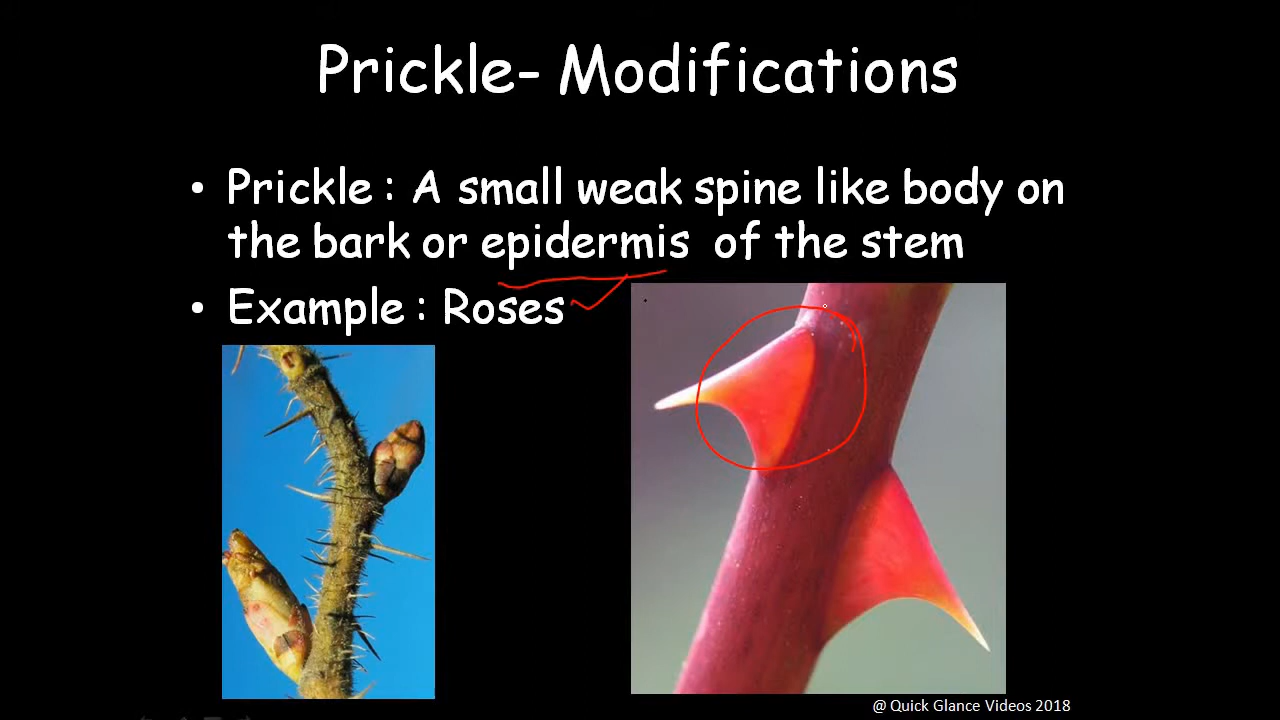 Prickle- Modifications
• Prickle : A small weak spine like body on
the bark or epidermis of the stem
• Example : Roses
@ Quick Glance Videos 2018